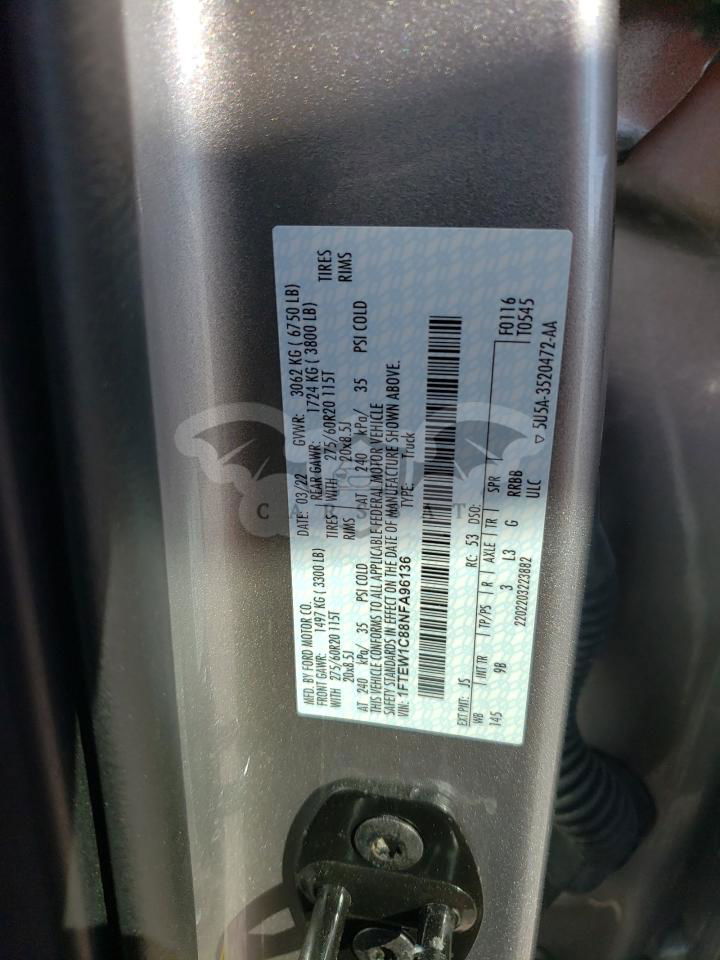 MFD. BY FORD MOTOR CO. DATE: 03/22 GVWR: 3062 KG ( 6750 LB)
FRONT GAWR: 1497 KG ( 3300 LB) REAR GAWR: 1724 KG ( 3800 LB)
WITH 275/60R20 115T TIRES WITH 275/60R20 115T TIRES
20x8.5J RIMS 20x8.5J RIMS
AT 240 kPa/ 35 PSI COLD AT 240 kPa/ 35 PSI COLD
THIS VEHICLE CONFORMS TO ALL APPLICABLE FEDERAL MOTOR VEHICLE
SAFETY STANDARDS IN EFFECT ON THE DATE OF MANUFACTURE SHOWN ABOVE.
VIN: 1FTEW1C88NFA96136 TYPE: Truck
F0116
T0545
EXT PNT: JS RC: 53 DSO:
WB INT TR TP/PS R AXLE TR SPR
145 9B 3 L3 G RRBB
2202203223882 ULC 5U5A-3520472-AA